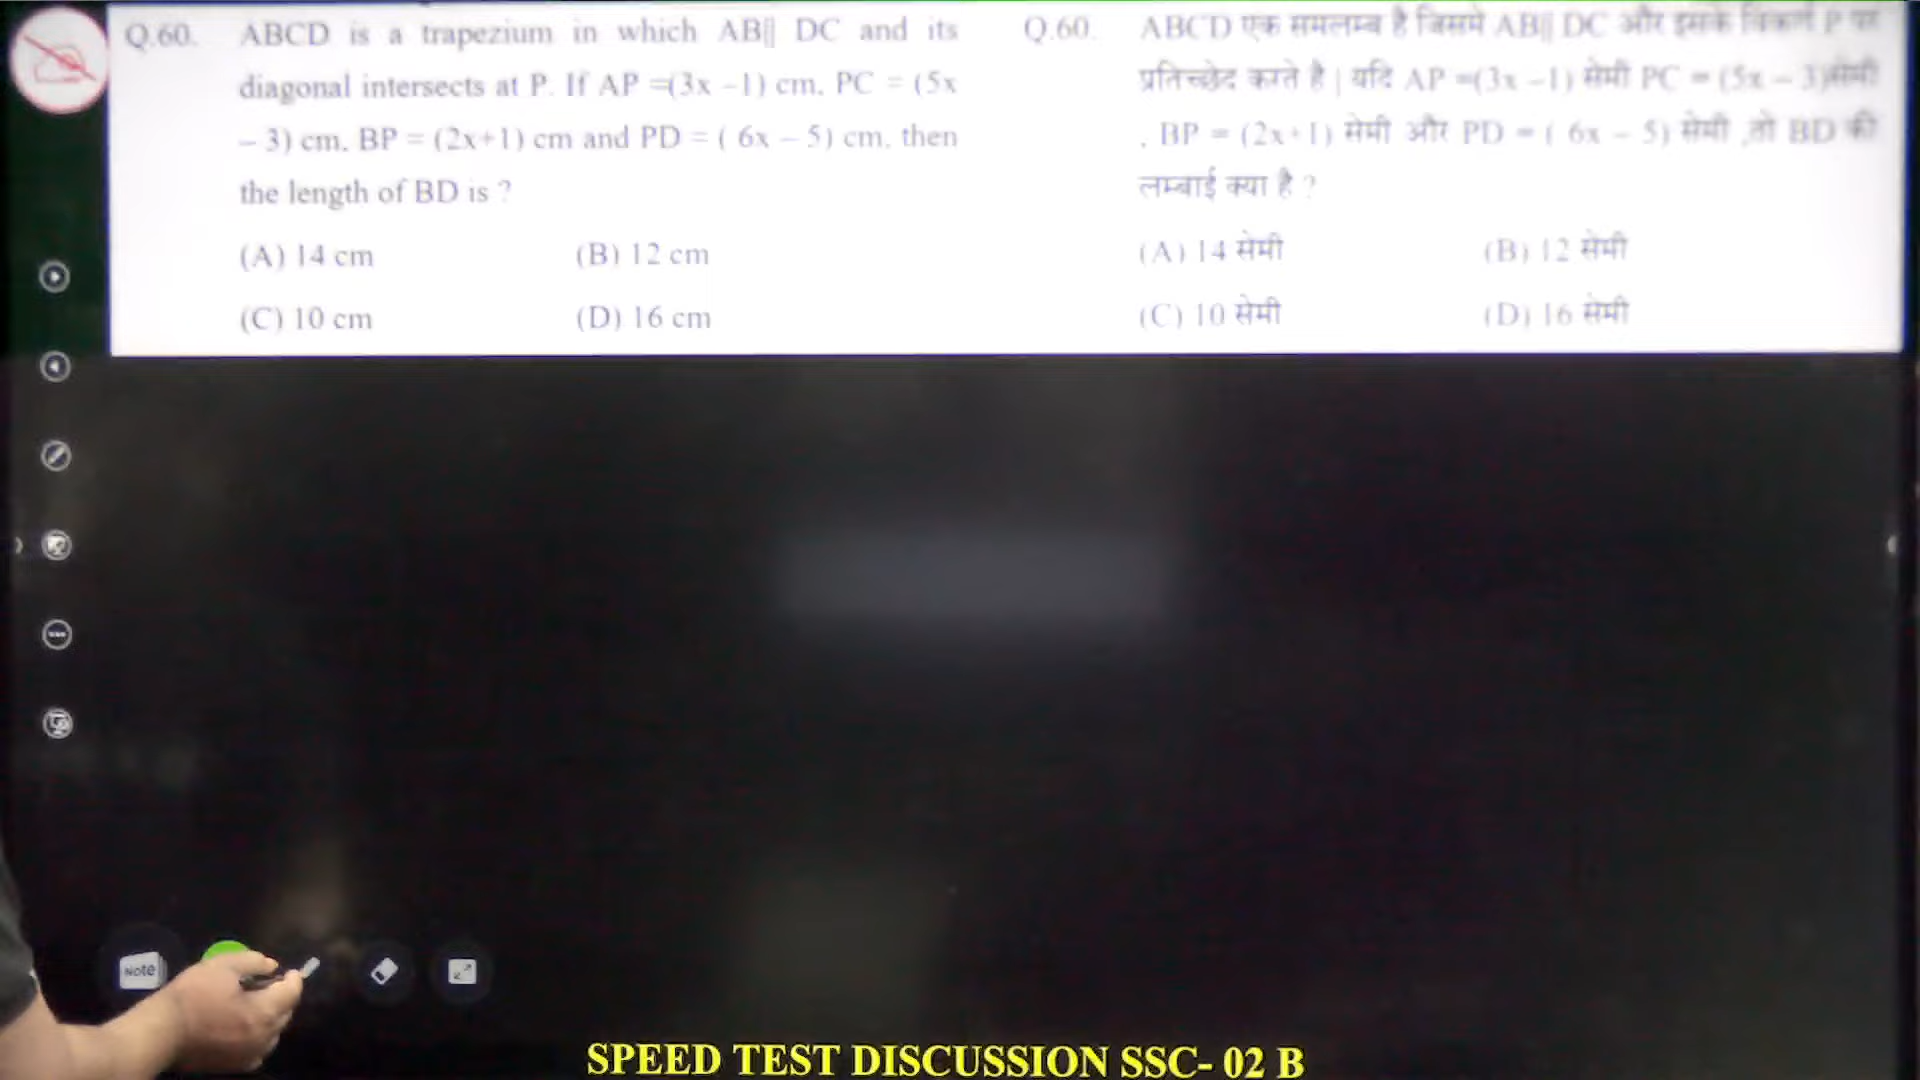 Q.60. ABCD is a trapezium in which AB|| DC and its
diagonal intersects at P. If AP =(3x –1) cm, PC = (5x
– 3) cm, BP = (2x+1) cm and PD = ( 6x – 5) cm, then
the length of BD is ?
(A) 14 cm (B) 12 cm
(C) 10 cm (D) 16 cm
Q.60. ABCD एक समलम्ब है जिसमे AB|| DC और इसके विकर्ण P पर
प्रतिच्छेद करते है | यदि AP =(3x –1) सेमी PC = (5x – 3)सेमी
, BP = (2x+1) सेमी और PD = ( 6x – 5) सेमी ,तो BD की
लम्बाई क्या है ?
(A) 14 सेमी (B) 12 सेमी
(C) 10 सेमी (D) 16 सेमी
Note
SPEED TEST DISCUSSION SSC- 02 B